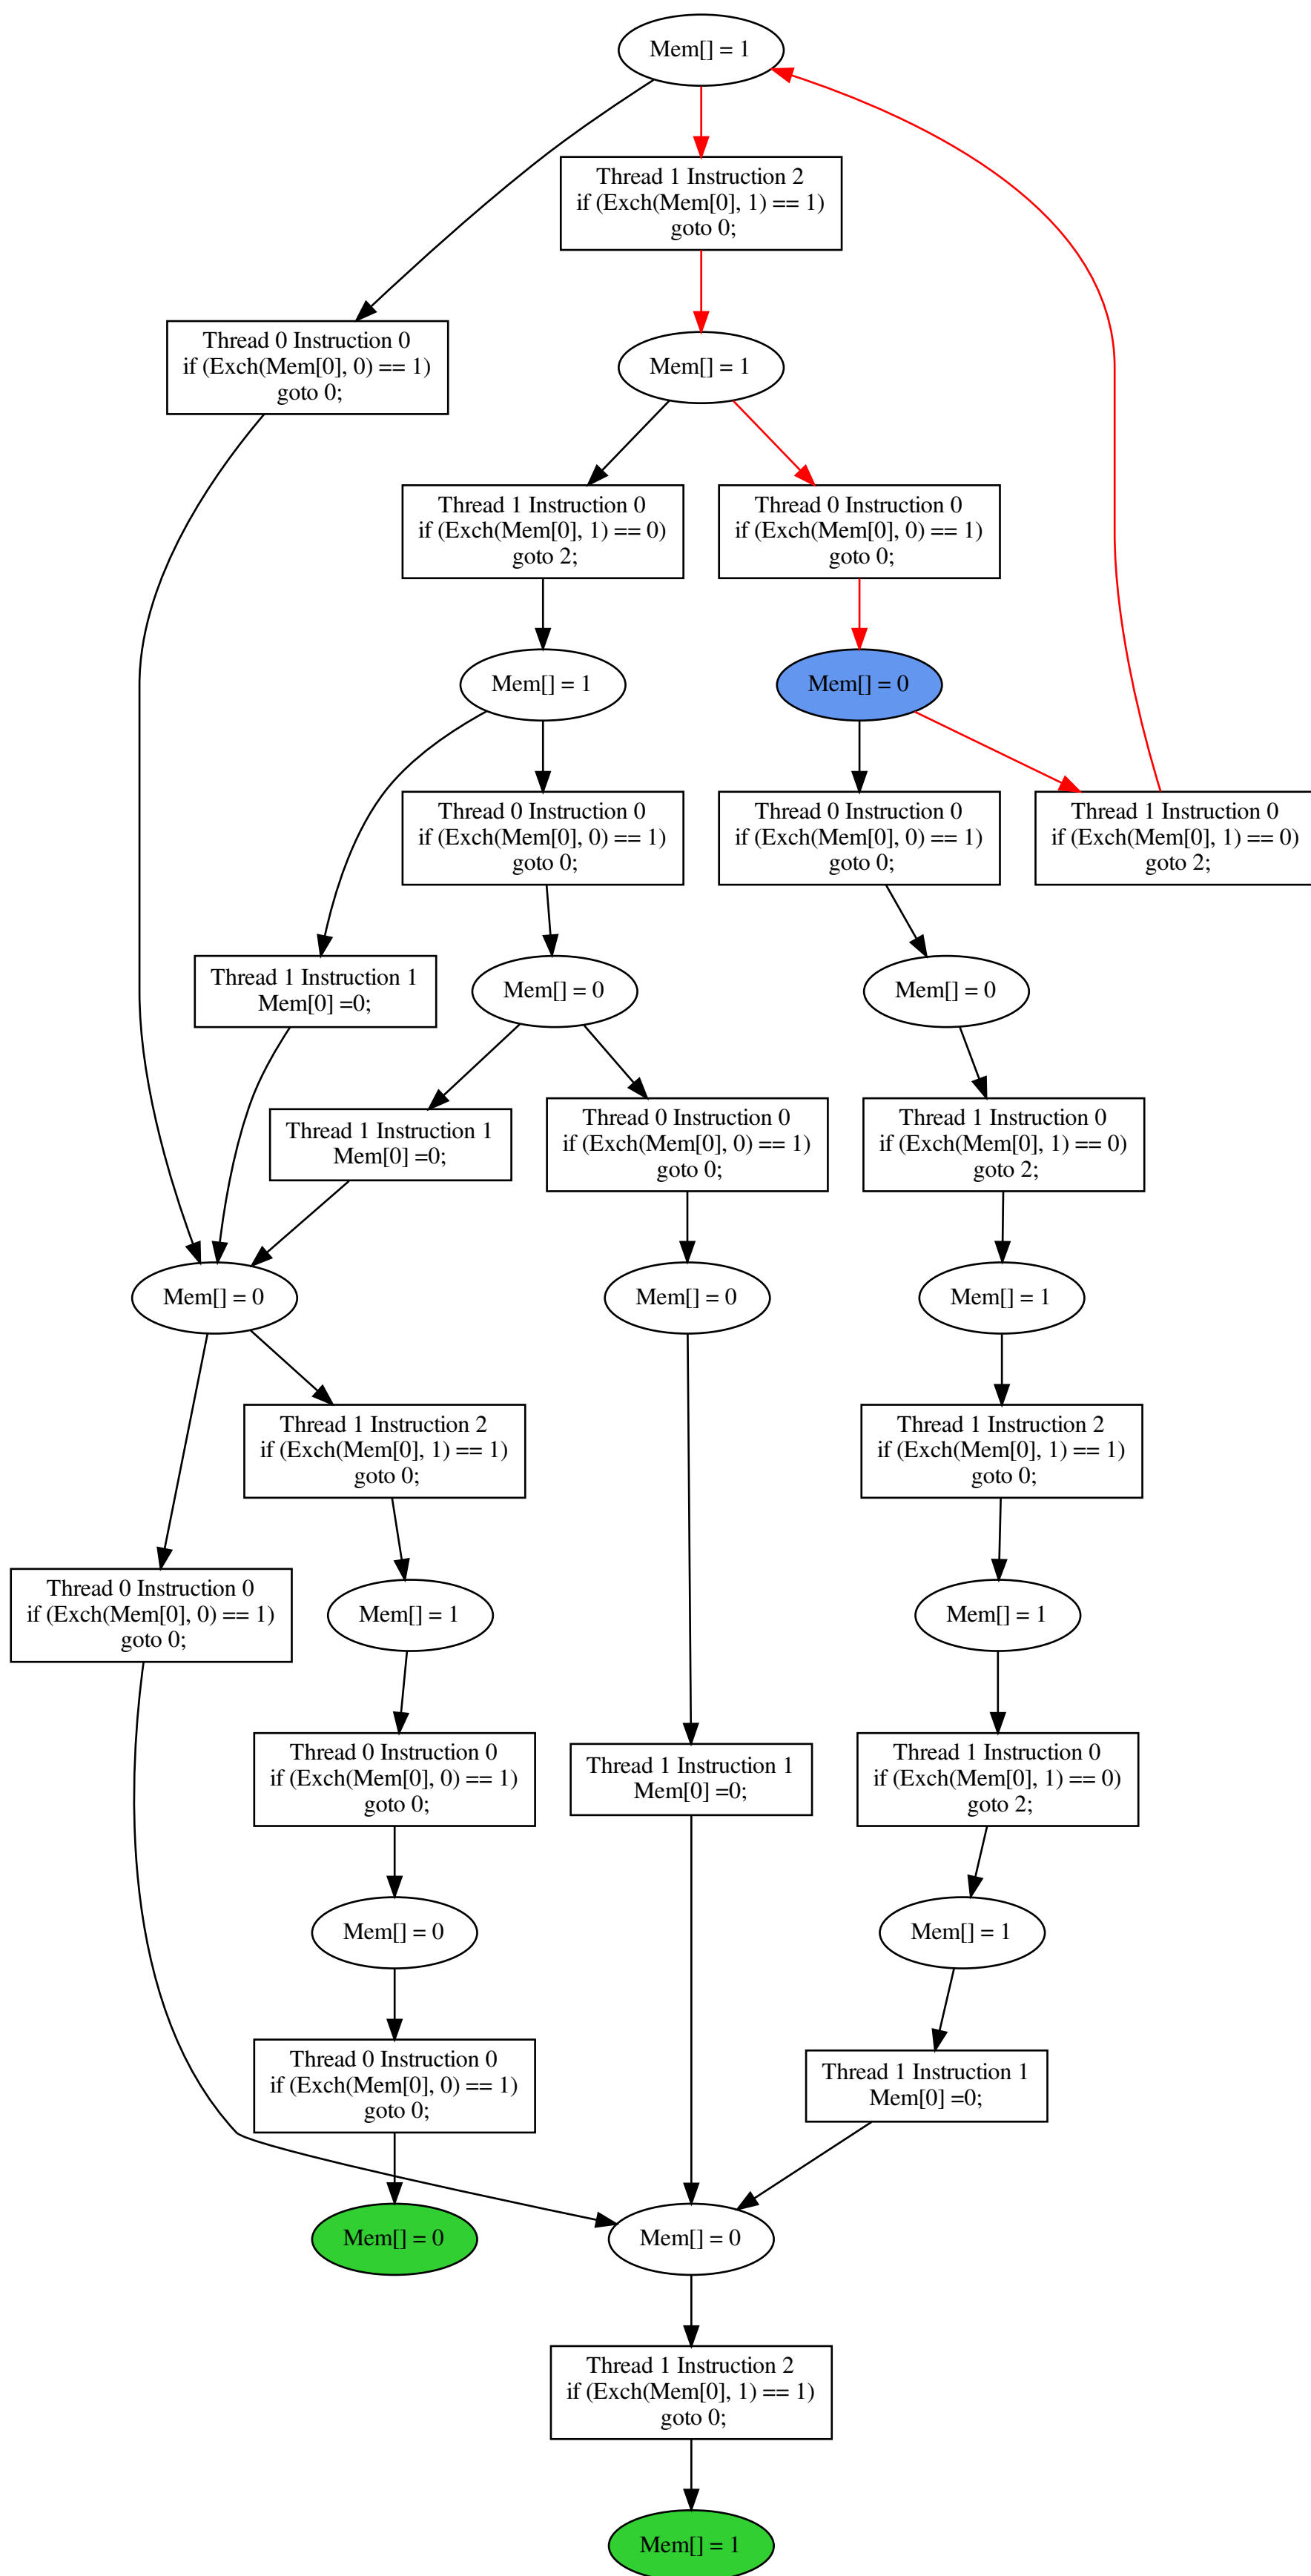 Mem[] = 1
Thread 1 Instruction 2
if (Exch(Mem[0], 1) == 1)
goto 0;
Thread 0 Instruction 0
if (Exch(Mem[0], 0) == 1)
goto 0;
Mem[] = 1
Thread 1 Instruction 0
if (Exch(Mem[0], 1) == 0)
goto 2;
Thread 0 Instruction 0
if (Exch(Mem[0], 0) == 1)
goto 0;
Mem[] = 1
Mem[] = 0
Thread 0 Instruction 0
if (Exch(Mem[0], 0) == 1)
goto 0;
Thread 0 Instruction 0
if (Exch(Mem[0], 0) == 1)
goto 0;
Thread 1 Instruction 0
if (Exch(Mem[0], 1) == 0)
goto 2;
Thread 1 Instruction 1
Mem[0] =0;
Mem[] = 0
Mem[] = 0
Thread 1 Instruction 1
Mem[0] =0;
Thread 0 Instruction 0
if (Exch(Mem[0], 0) == 1)
goto 0;
Thread 1 Instruction 0
if (Exch(Mem[0], 1) == 0)
goto 2;
Mem[] = 0
Mem[] = 0
Mem[] = 1
Thread 1 Instruction 2
if (Exch(Mem[0], 1) == 1)
goto 0;
Thread 1 Instruction 2
if (Exch(Mem[0], 1) == 1)
goto 0;
Thread 0 Instruction 0
if (Exch(Mem[0], 0) == 1)
goto 0;
Mem[] = 1
Mem[] = 1
Thread 0 Instruction 0
if (Exch(Mem[0], 0) == 1)
goto 0;
Thread 1 Instruction 1
Mem[0] =0;
Thread 1 Instruction 0
if (Exch(Mem[0], 1) == 0)
goto 2;
Mem[] = 0
Mem[] = 1
Thread 0 Instruction 0
if (Exch(Mem[0], 0) == 1)
goto 0;
Thread 1 Instruction 1
Mem[0] =0;
Mem[] = 0
Mem[] = 0
Thread 1 Instruction 2
if (Exch(Mem[0], 1) == 1)
goto 0;
Mem[] = 1